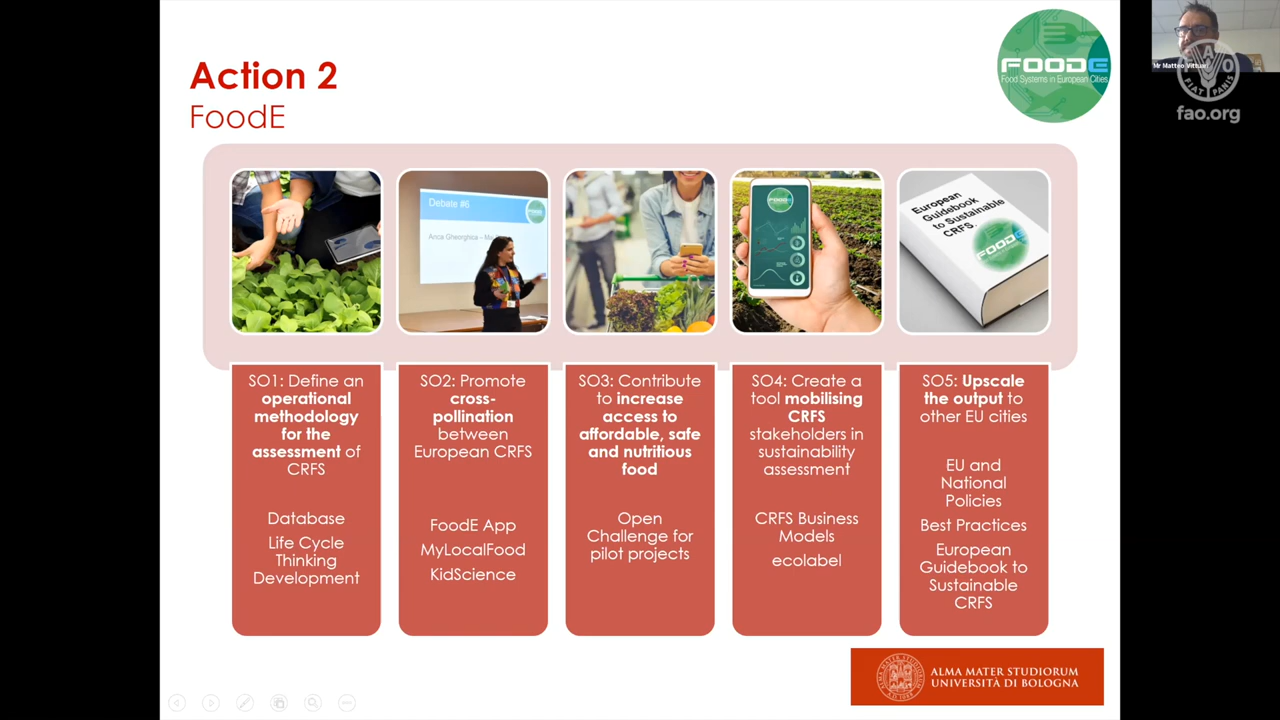 Action 2
FoodE
FOODE
Food Systems in European Cities
Mr Matteo Vittuari
FIAT PANIS
fao.org
Debate #6
European
Guidebook
to Sustainable
CRFS.
FOODE
SO1: Define an
operational
methodology
for the
assessment of
CRFS
Database
Life Cycle
Thinking
Development
SO2: Promote
cross-
pollination
between
European CRFS
FoodE App
MyLocalFood
KidScience
SO3: Contribute
to increase
access to
affordable, safe
and nutritious
food
Open
Challenge for
pilot projects
SO4: Create a
tool mobilising
CRFS
stakeholders in
sustainability
assessment
CRFS Business
Models
ecolabel
SO5: Upscale
the output to
other EU cities
EU and
National
Policies
Best Practices
European
Guidebook to
Sustainable
CRFS
ALMA MATER STUDIORUM
UNIVERSITÀ DI BOLOGNA